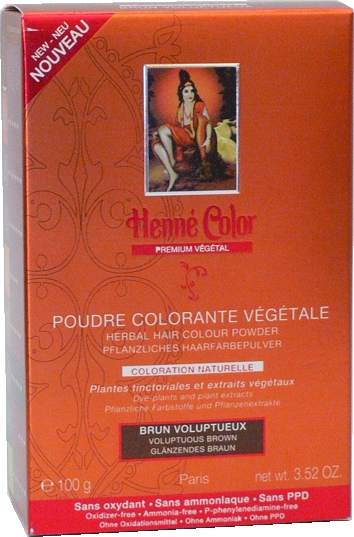 NEW - NEU
NOUVEAU
Henné Color
PREMIUM VÉGÉTAL
POUDRE COLORANTE VÉGÉTALE
HERBAL HAIR COLOUR POWDER
PFLANZLICHES HAARFARBEPULVER
COLORATION NATURELLE
Plantes tinctoriales et extraits végétaux
Dye plants and plant extracts
Pflanzliche Farbstoffe und Pflanzenextrakte
BRUN VOLUPTUEUX
VOLUPTUOUS BROWN
GLÄNZENDES BRAUN
e 100 g Paris net wt. 3.52 OZ.
Sans oxydant • Sans ammoniaque • Sans PPD
Oxidizer-free • Ammonia-free • P-phenylenediamine-free
Ohne Oxidationsmittel • Ohne Ammoniak • Ohne PPD